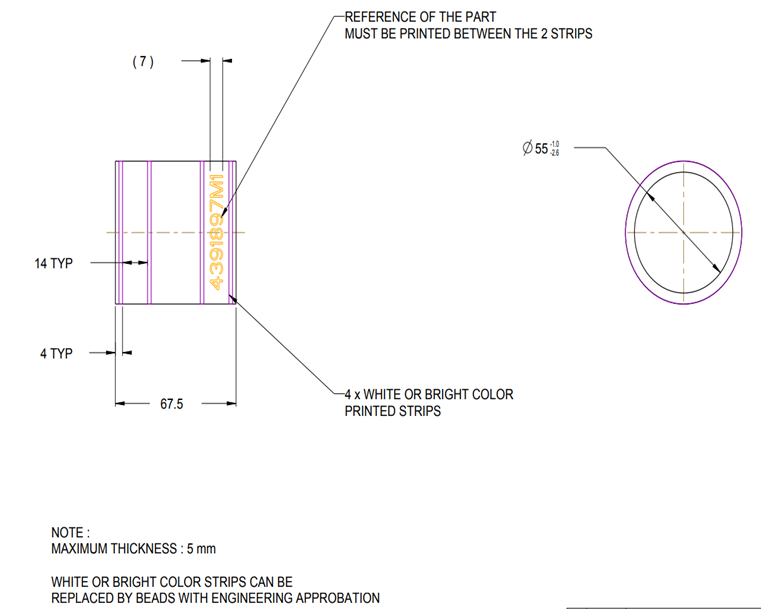 REFERENCE OF THE PART
MUST BE PRINTED BETWEEN THE 2 STRIPS
( 7 )
Ø 55 -1.0 -2.6
4391897M1
14 TYP
4 TYP
67.5
4 x WHITE OR BRIGHT COLOR
PRINTED STRIPS
NOTE :
MAXIMUM THICKNESS : 5 mm
WHITE OR BRIGHT COLOR STRIPS CAN BE
REPLACED BY BEADS WITH ENGINEERING APPROBATION